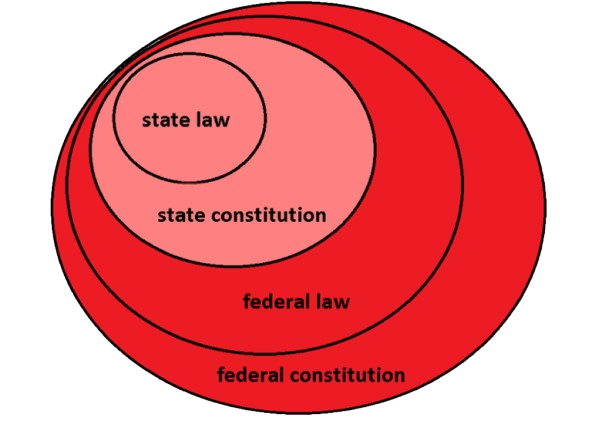 state law
state constitution
federal law
federal constitution